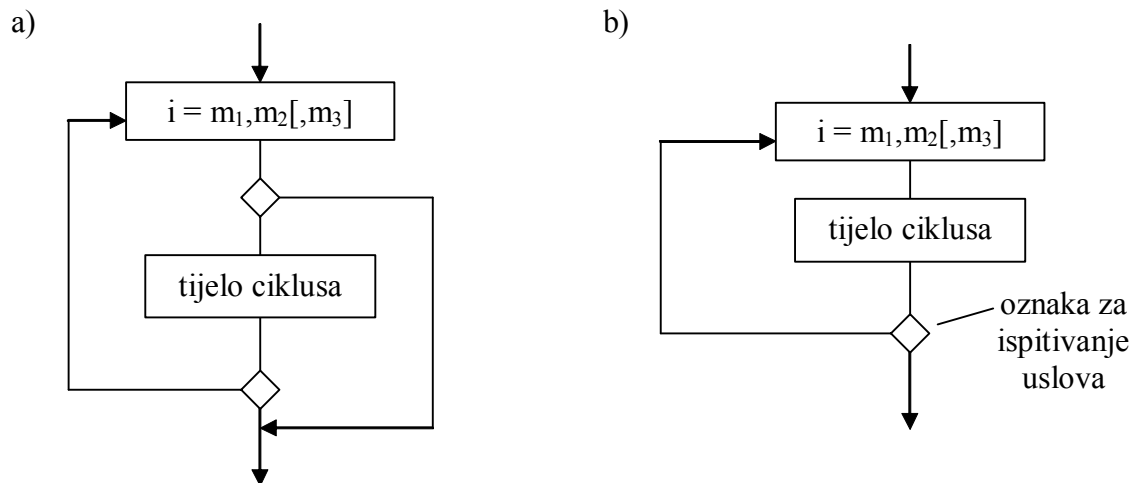 a)
i = m₁,m₂[,m₃]
tijelo ciklusa
b)
i = m₁,m₂[,m₃]
tijelo ciklusa
oznaka za
ispitivanje
uslova